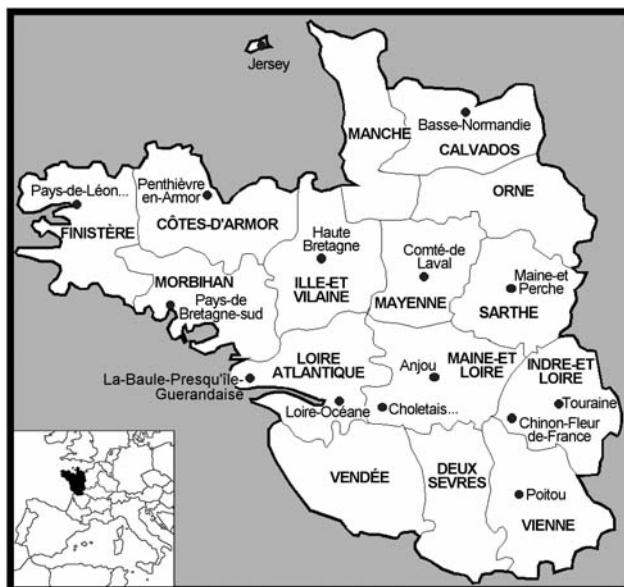 Jersey
MANCHE
Basse-Normandie
CALVADOS
Pays-de-Léon...
FINISTÈRE
Penthièvre
en-Armor
CÔTES-D'ARMOR
ORNE
Haute
Bretagne
ILLE-ET
VILAINE
Comté-de
Laval
MAYENNE
Maine-et
Perche
SARTHE
MORBIHAN
Pays-de
Bretagne-sud
La-Baule-Presqu'île-
Guerandaise
LOIRE
ATLANTIQUE
Loire-Océane
Anjou
MAINE-ET
LOIRE
Choletais...
INDRE-ET
LOIRE
Touraine
Chinon-Fleur
de-France
VENDÉE
DEUX
SEVRES
Poitou
VIENNE